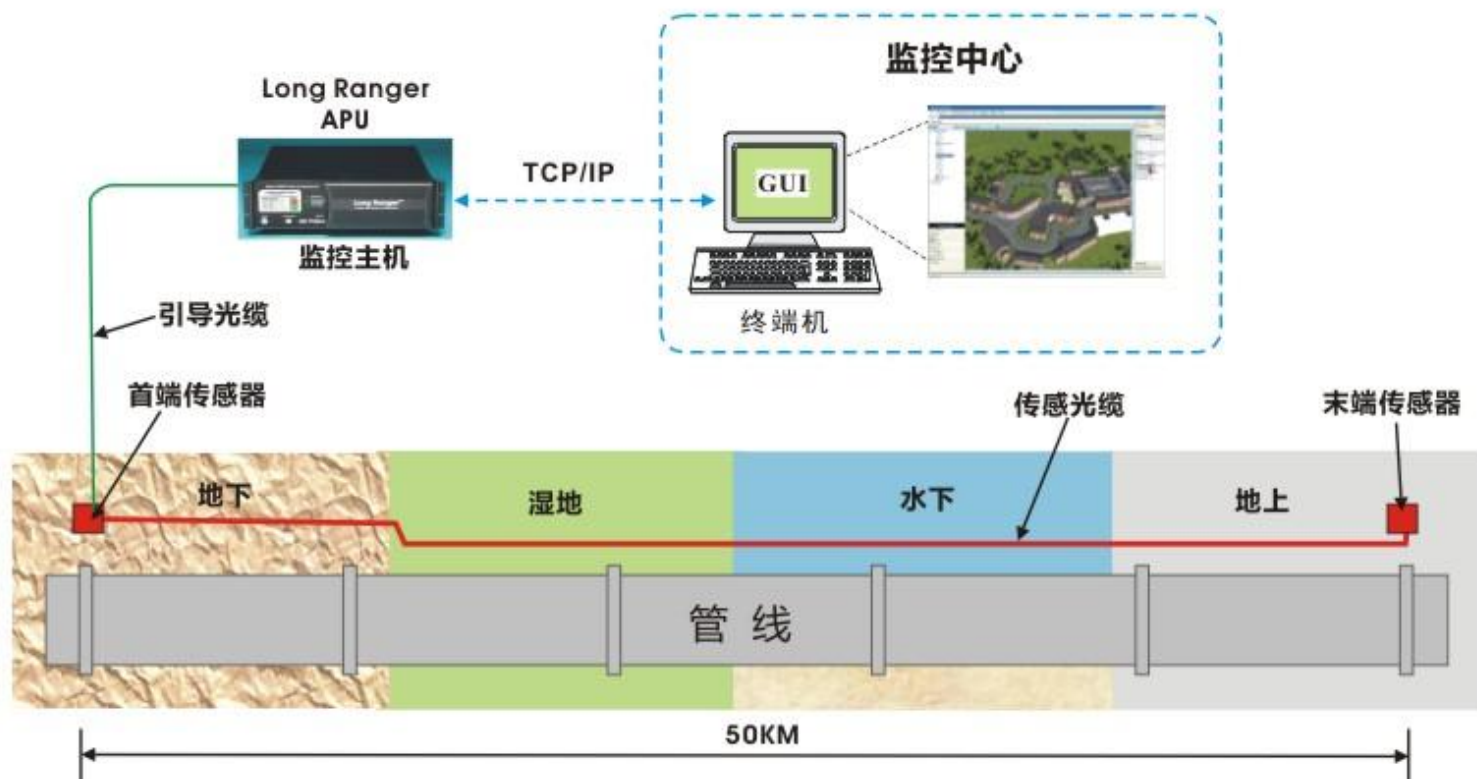 监控中心
Long Ranger
APU
TCP/IP
GUI
Long Ranger
监控主机
终端机
引导光缆
首端传感器
传感光缆
末端传感器
地下
湿地
水下
地上
管线
50KM